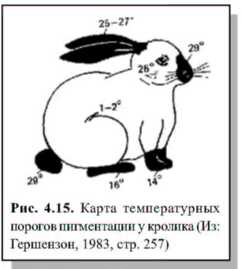 25-27°
29°
26°
1-2°
29°
16°
14°
Рис. 4.15. Карта температурных
порогов пигментации у кролика (Из:
Гершензон, 1983, стр. 257)